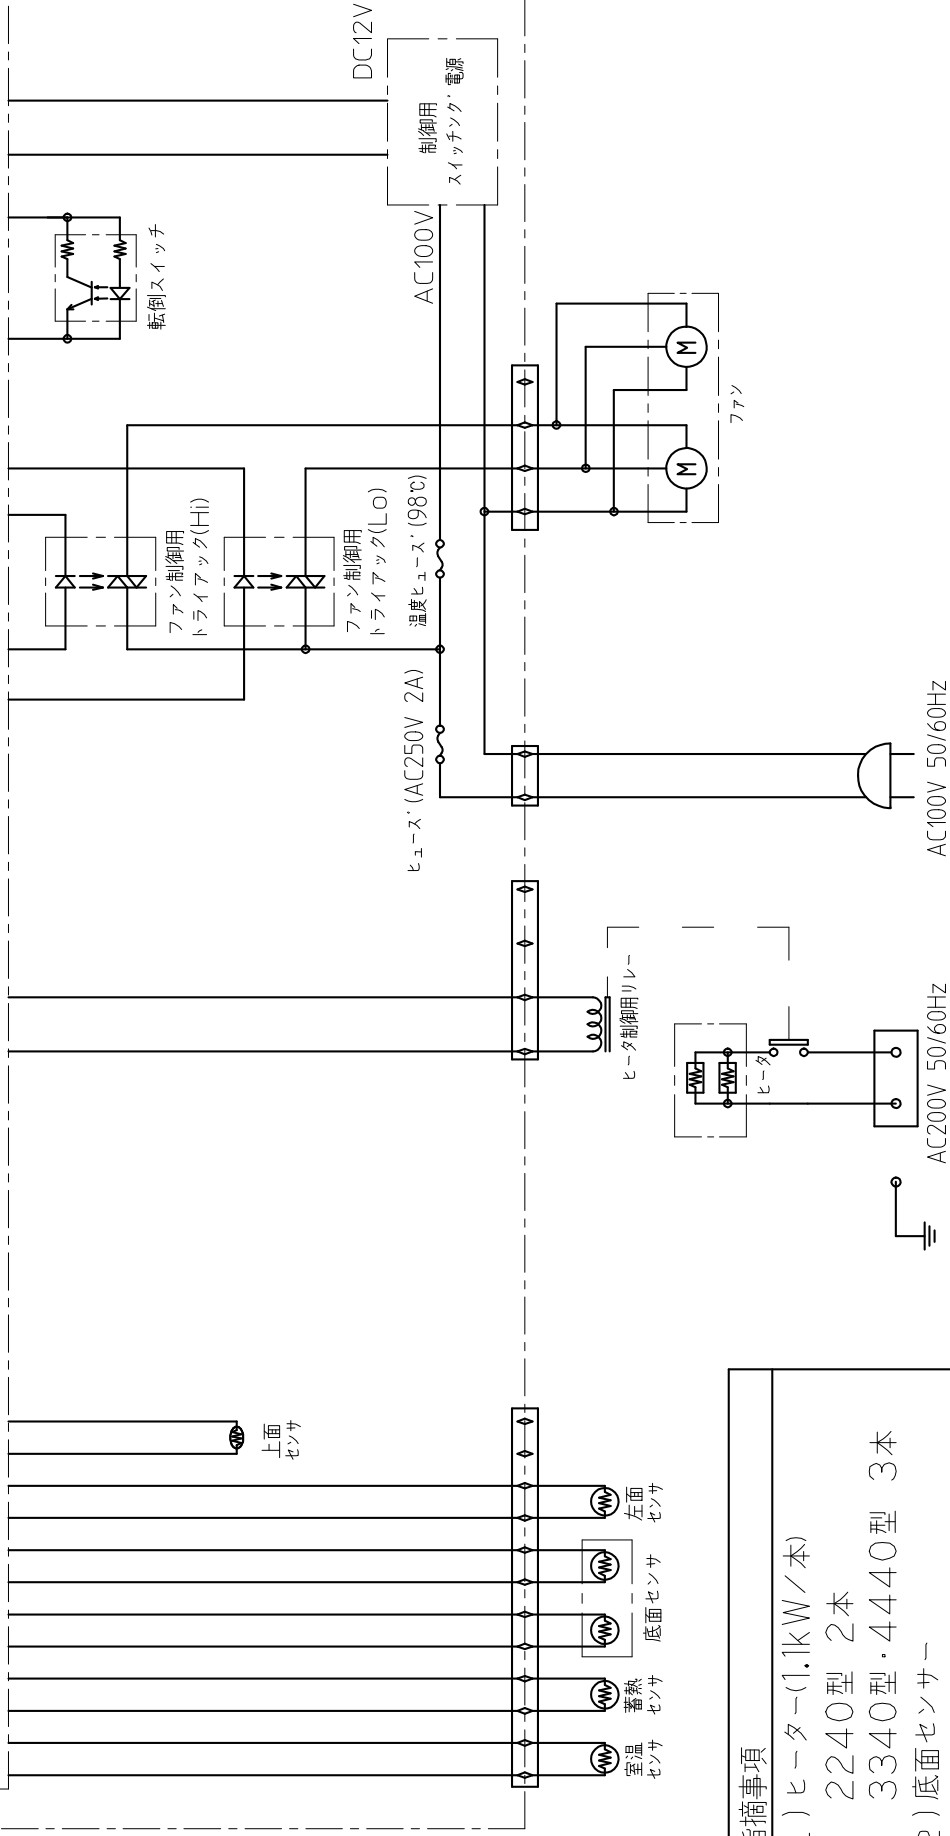 DC12V
制御用
スイッチング電源
AC100V
転倒スイッチ
ファン
M
M
ファン制御用
トライアック(Hi)
ファン制御用
トライアック(Lo)
温度ヒューズ(98℃)
ヒューズ(AC250V 2A)
AC100V 50/60Hz
ヒータ制御用リレー
ヒータ
AC200V 50/60Hz
上面
センサ
左面
センサ
底面センサ
蓄熱
センサ
室温
センサ
摘事項
)ヒーター(1.1kW/本)
2240型 2本
3340型・4440型 3本
)底面センサー